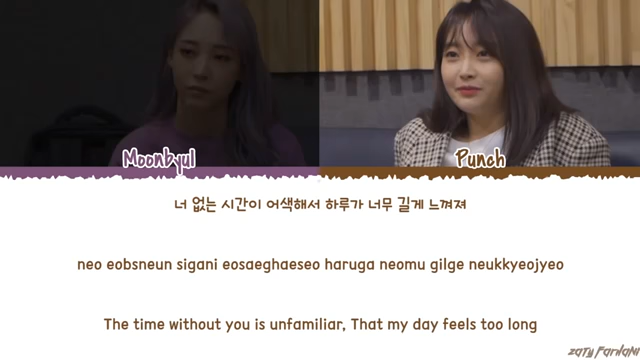 Moonbyul
Punch
너 없는 시간이 어색해서 하루가 너무 길게 느껴져
neo eobsneun sigani eosaeghaeseo haruga neomu gilge neukkyeojyeo
The time without you is unfamiliar, That my day feels too long
zaty farhani